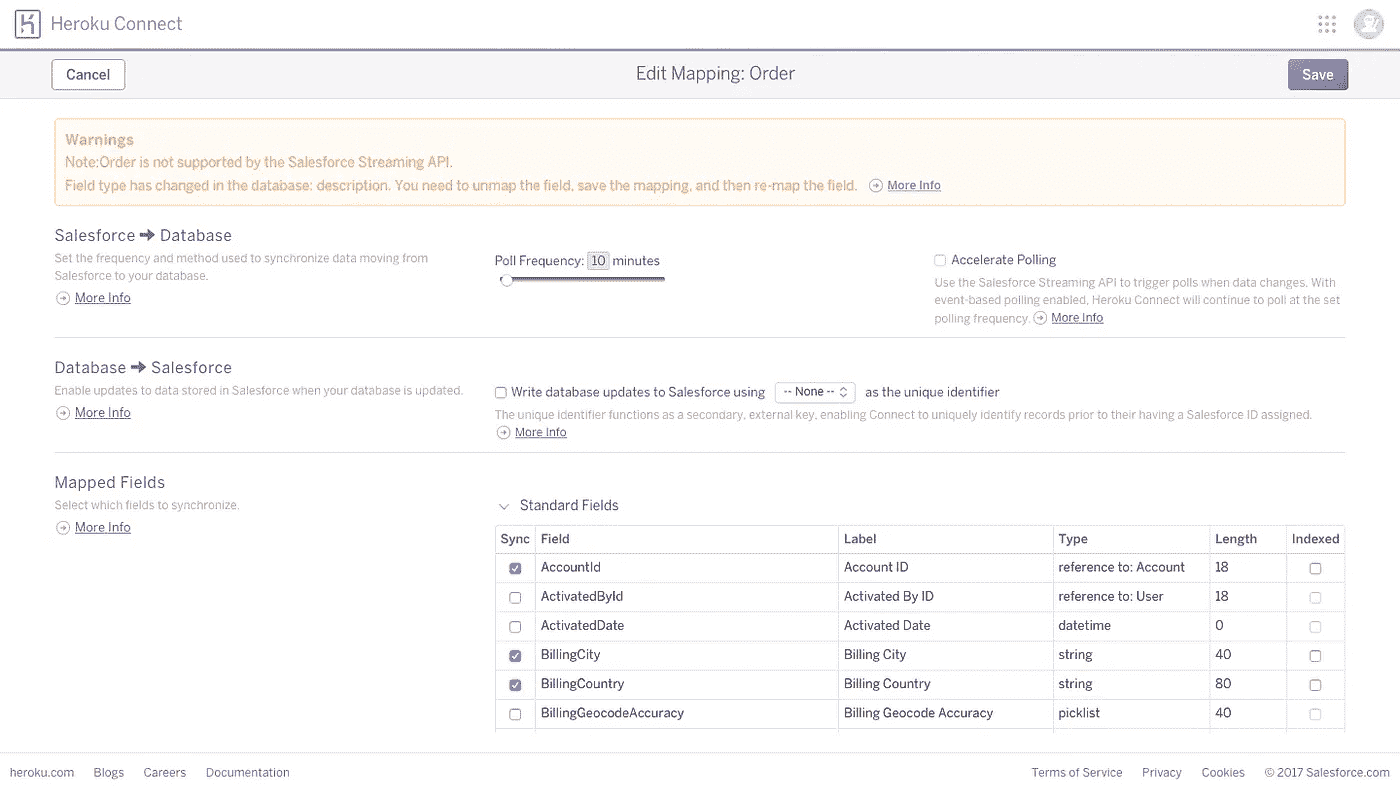 Heroku Connect
Cancel
Edit Mapping: Order
Save
Warnings
Note:Order is not supported by the Salesforce Streaming API.
Field type has changed in the database: description. You need to unmap the field, save the mapping, and then re-map the field. More Info
Salesforce → Database
Set the frequency and method used to synchronize data moving from
Salesforce to your database.
More Info
Poll Frequency: 10 minutes
Accelerate Polling
Use the Salesforce Streaming API to trigger polls when data changes. With
event-based polling enabled, Heroku Connect will continue to poll at the set
polling frequency. More Info
Database → Salesforce
Enable updates to data stored in Salesforce when your database is updated.
More Info
Write database updates to Salesforce using -- None -- as the unique identifier
The unique identifier functions as a secondary, external key, enabling Connect to uniquely identify records prior to their having a Salesforce ID assigned.
More Info
Mapped Fields
Select which fields to synchronize.
More Info
Standard Fields
Sync Field Label Type Length Indexed
AccountId Account ID reference to: Account 18
ActivatedById Activated By ID reference to: User 18
ActivatedDate Activated Date datetime 0
BillingCity Billing City string 40
BillingCountry Billing Country string 80
BillingGeocodeAccuracy Billing Geocode Accuracy picklist 40
heroku.com Blogs Careers Documentation
Terms of Service Privacy Cookies © 2017 Salesforce.com